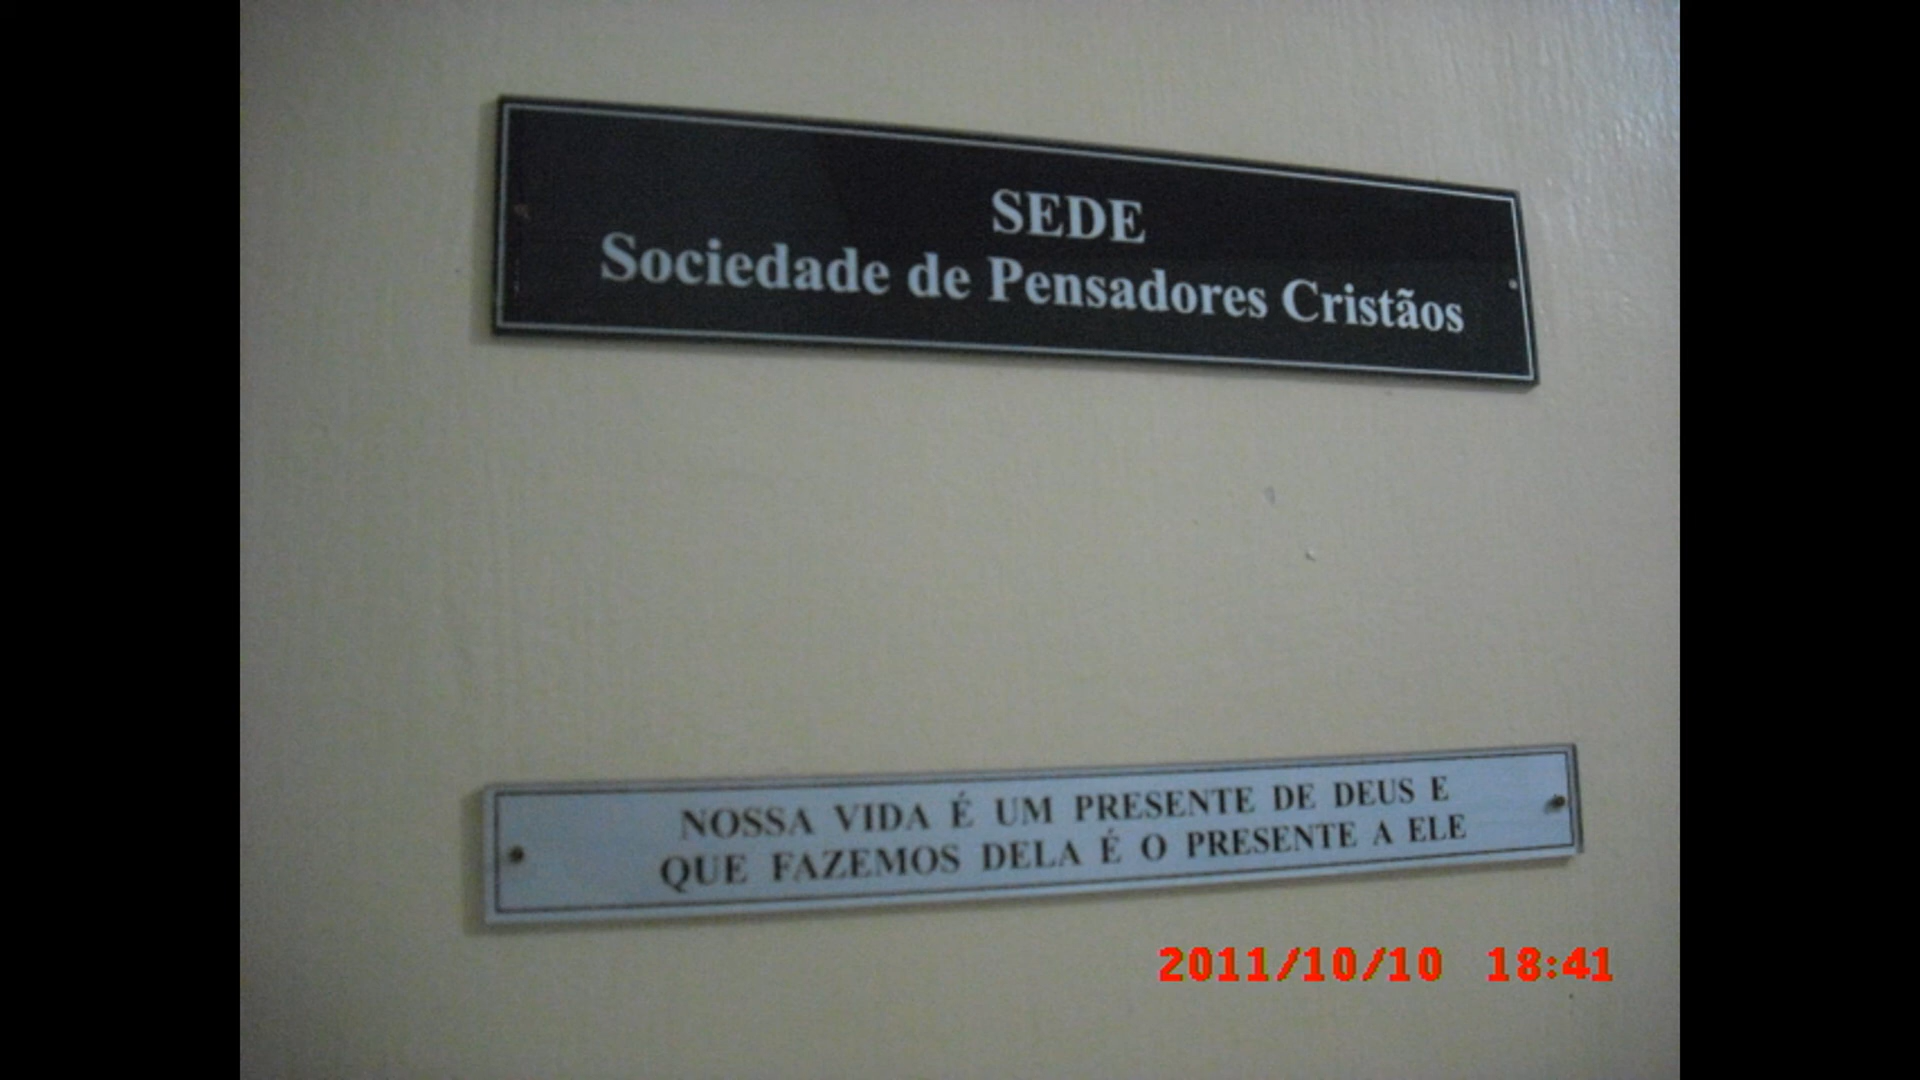 SEDE
Sociedade de Pensadores Cristãos
NOSSA VIDA É UM PRESENTE DE DEUS E
QUE FAZEMOS DELA É O PRESENTE A ELE
2011/10/10 18:41